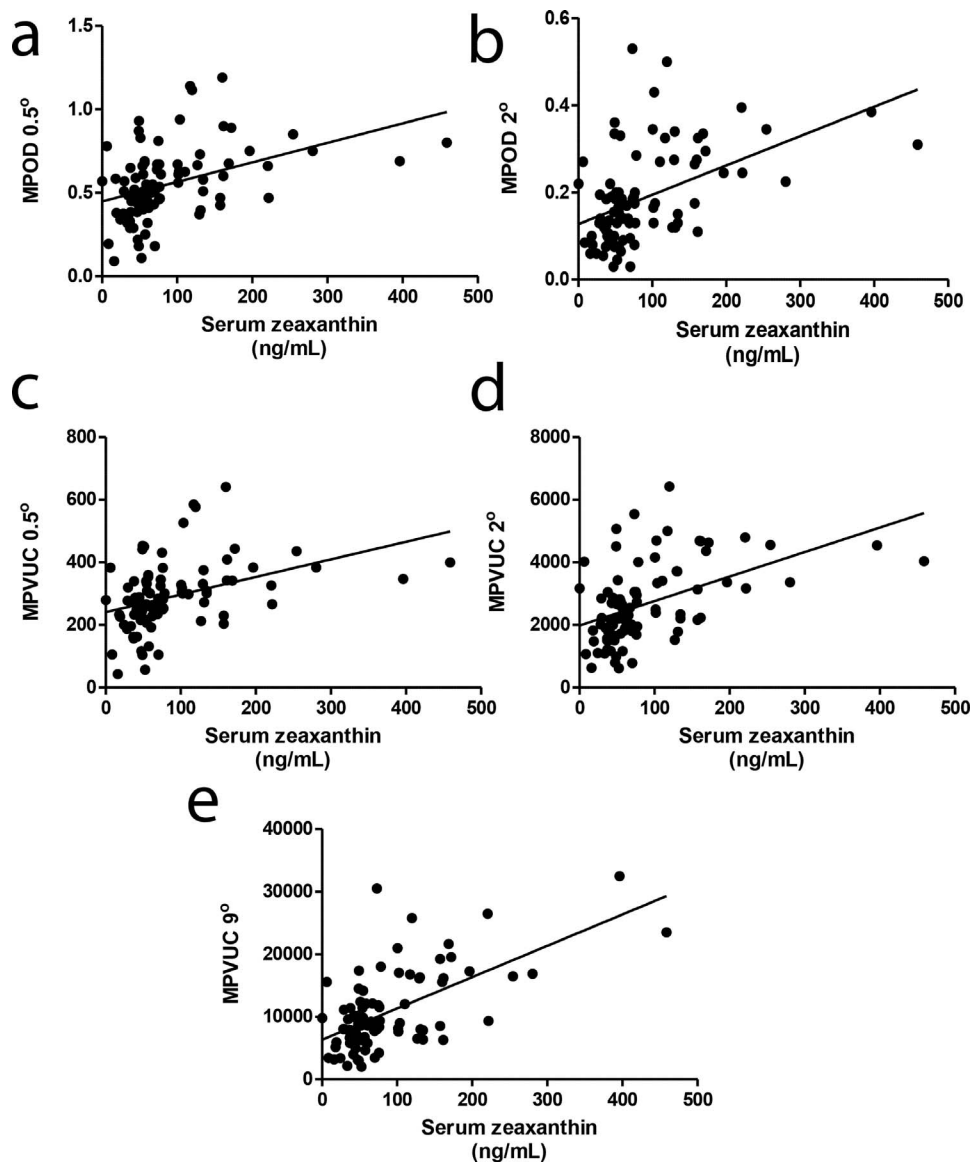 a
MPOD 0.5°
1.5
1.0
0.5
0.0
0 100 200 300 400 500
Serum zeaxanthin
(ng/mL)
b
MPOD 2°
0.6
0.4
0.2
0.0
0 100 200 300 400 500
Serum zeaxanthin
(ng/mL)
c
MPVUC 0.5°
800
600
400
200
0
0 100 200 300 400 500
Serum zeaxanthin
(ng/mL)
d
MPVUC 2°
8000
6000
4000
2000
0
0 100 200 300 400 500
Serum zeaxanthin
(ng/mL)
e
MPVUC 9°
40000
30000
20000
10000
0
0 100 200 300 400 500
Serum zeaxanthin
(ng/mL)